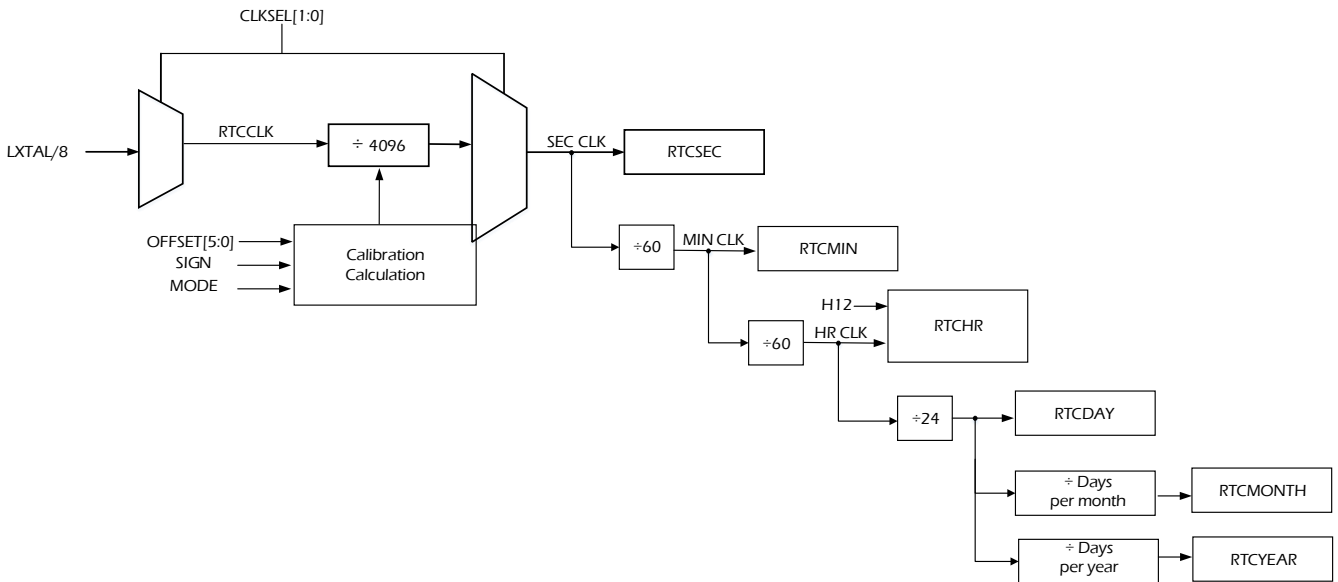 CLKSEL[1:0]
LXTAL/8
RTCCLK
÷ 4096
SEC CLK
RTCSEC
OFFSET[5:0]
SIGN
MODE
Calibration
Calculation
÷60
MIN CLK
RTCMIN
÷60
H12
HR CLK
RTCHR
÷24
RTCDAY
÷ Days
per month
RTCMONTH
÷ Days
per year
RTCYEAR